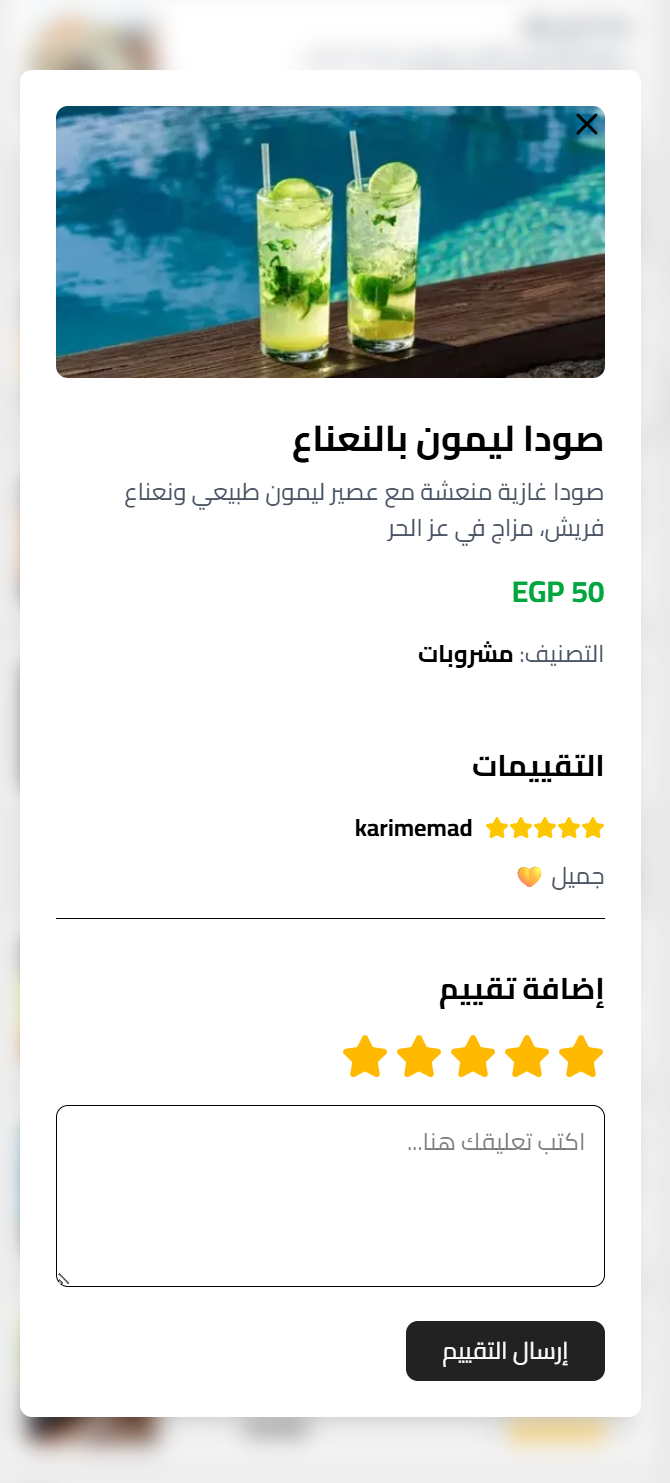 صودا ليمون بالنعناع
صودا غازية منعشة مع عصير ليمون طبيعي ونعناع
فريش، مزاج في عز الحر
EGP 50
التصنيف: مشروبات
التقييمات
karimemad
جميل 🧡
إضافة تقييم
اكتب تعليقك هنا...
إرسال التقييم